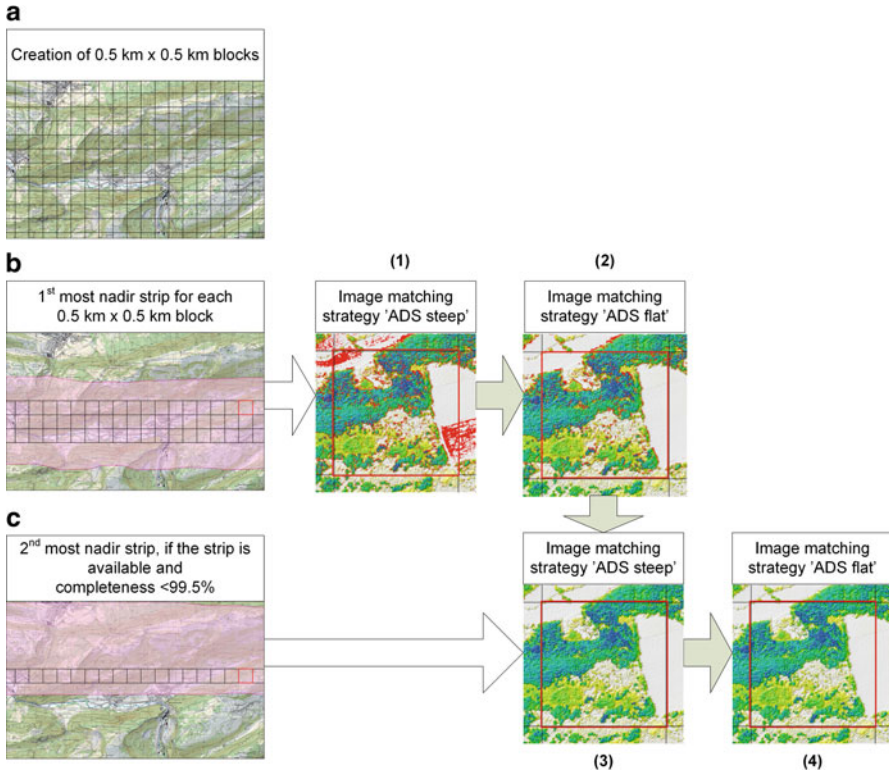 a
Creation of 0.5 km x 0.5 km blocks
b
1st most nadir strip for each
0.5 km x 0.5 km block
(1)
Image matching
strategy 'ADS steep'
(2)
Image matching
strategy 'ADS flat'
c
2nd most nadir strip, if the strip is
available and
completeness <99.5%
Image matching
strategy 'ADS steep'
(3)
Image matching
strategy 'ADS flat'
(4)